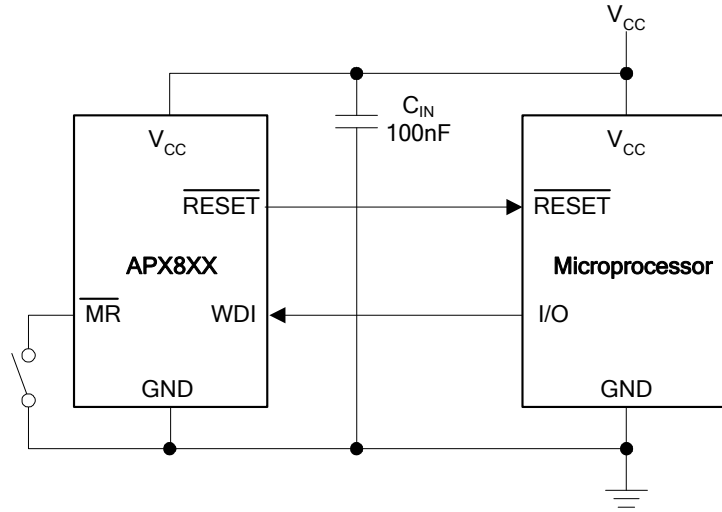 VCC
CIN
100nF
VCC
VCC
RESET
RESET
APX8XX
Microprocessor
MR
WDI
I/O
GND
GND